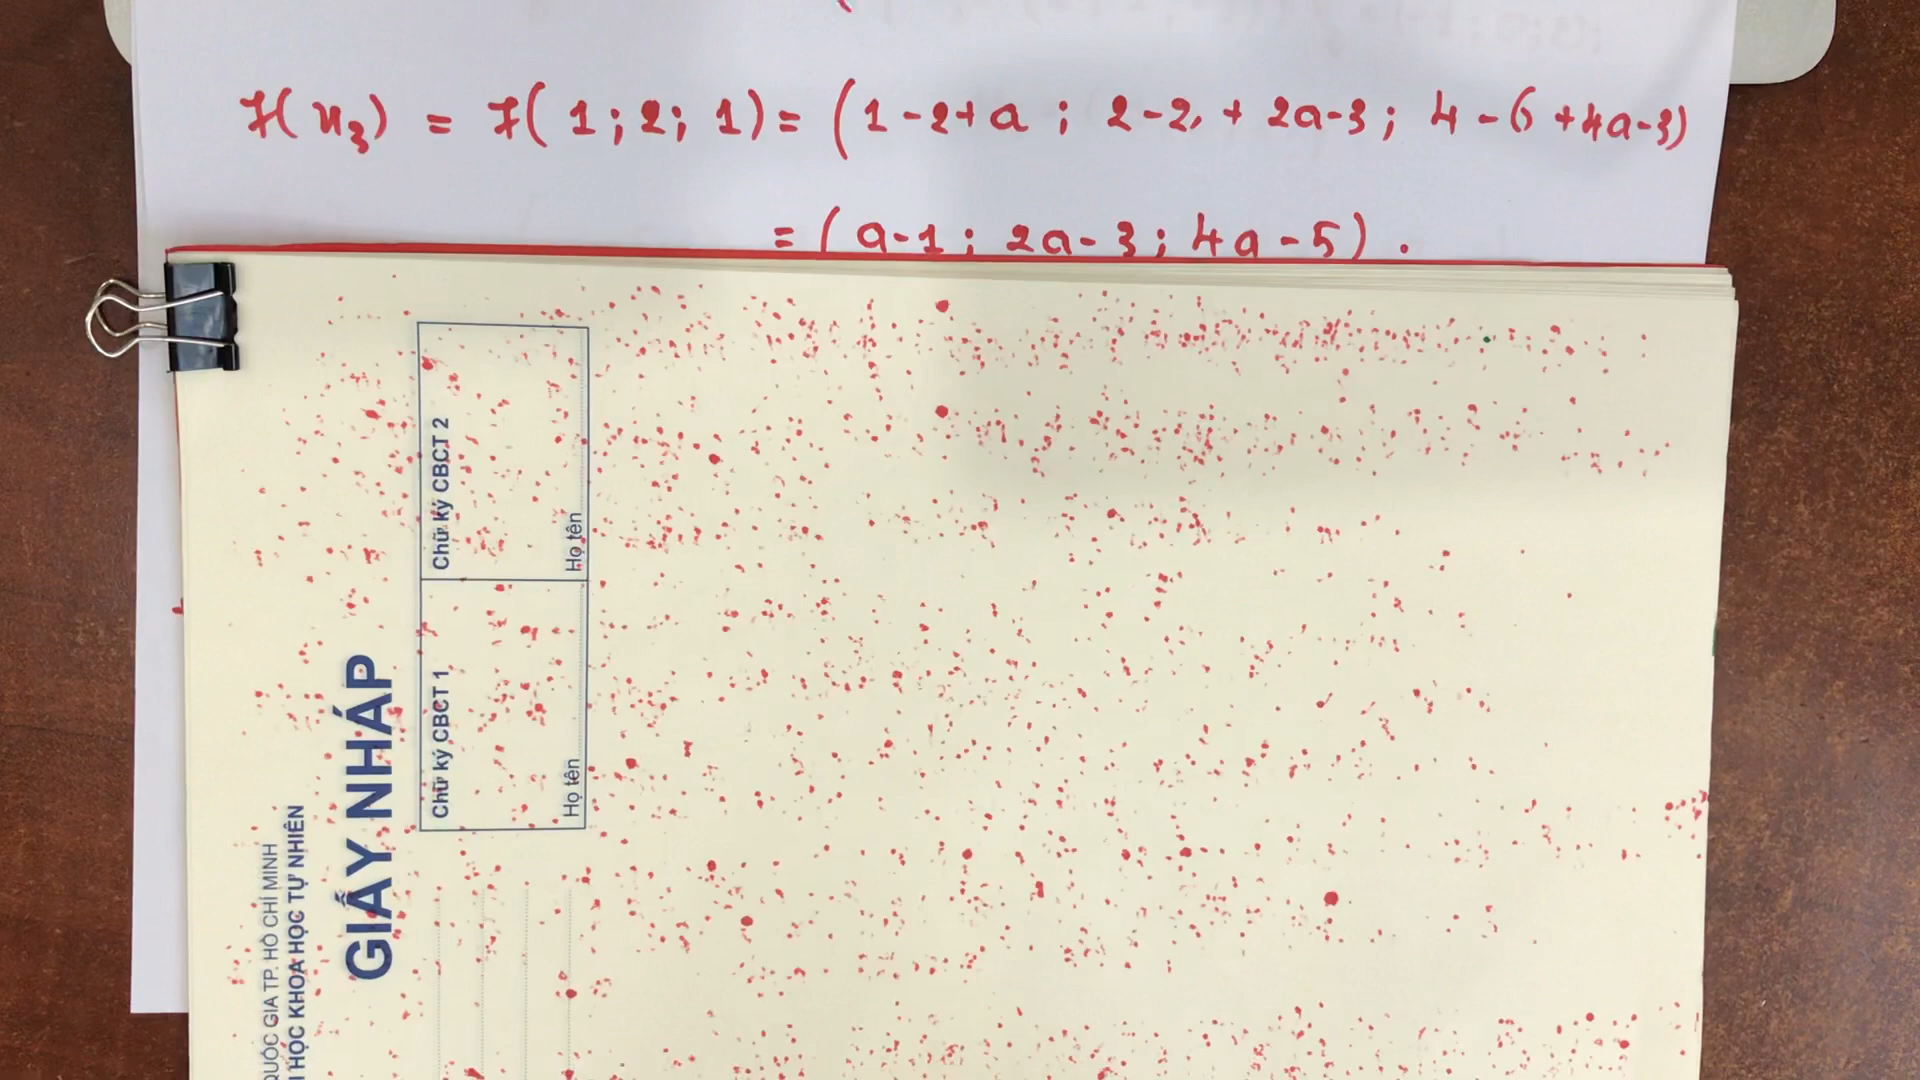 f(u₃) = f(1; 2; 1) = (1-2+a ; 2-2 + 2a-3 ; 4-6 +4a-3)
= (a-1 ; 2a-3 ; 4a-5) .
Chữ ký CBCT 2
Họ tên
Chữ ký CBCT 1
Họ tên
QUỐC GIA TP. HỒ CHÍ MINH
HỌC KHOA HỌC TỰ NHIÊN
GIẤY NHÁP